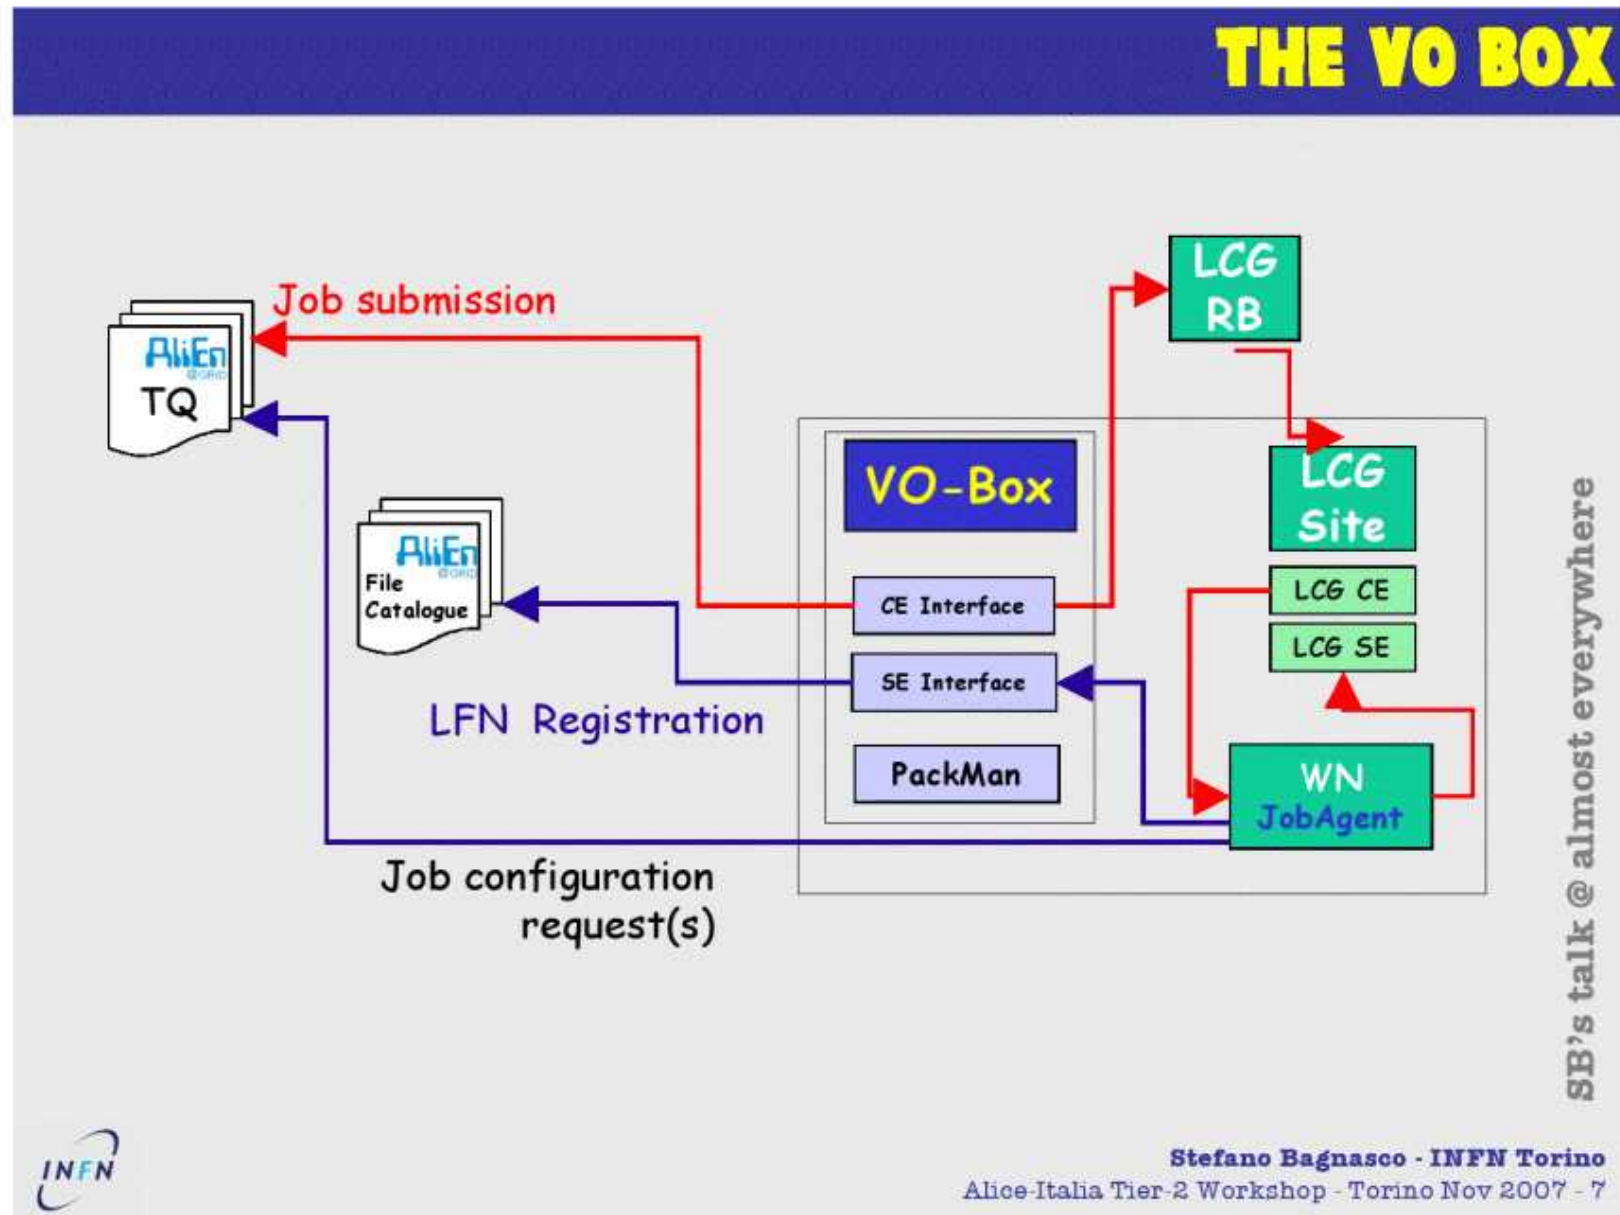 THE VO BOX
LCG
RB
Job submission
AliEn
@GRID
TQ
VO-Box
LCG
Site
AliEn
@GRID
File
Catalogue
CE Interface
LCG CE
LCG SE
SE Interface
LFN Registration
PackMan
WN
JobAgent
Job configuration
request(s)
SB's talk @ almost everywhere
INFN
Stefano Bagnasco - INFN Torino
Alice-Italia Tier-2 Workshop - Torino Nov 2007 - 7